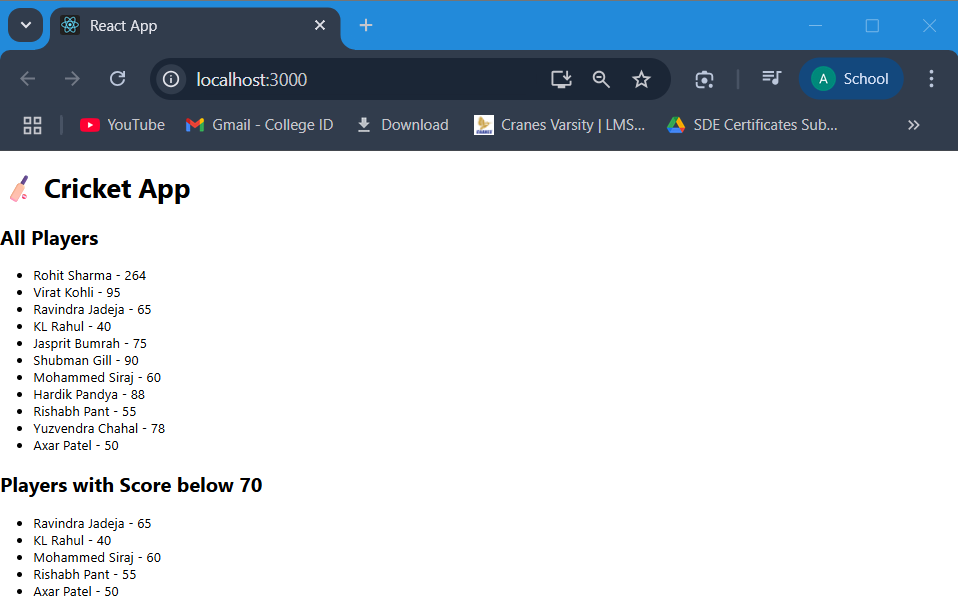 React App
localhost:3000
A School
YouTube Gmail - College ID Download Cranes Varsity | LMS... SDE Certificates Sub...
Cricket App
All Players
Rohit Sharma - 264
Virat Kohli - 95
Ravindra Jadeja - 65
KL Rahul - 40
Jasprit Bumrah - 75
Shubman Gill - 90
Mohammed Siraj - 60
Hardik Pandya - 88
Rishabh Pant - 55
Yuzvendra Chahal - 78
Axar Patel - 50
Players with Score below 70
Ravindra Jadeja - 65
KL Rahul - 40
Mohammed Siraj - 60
Rishabh Pant - 55
Axar Patel - 50